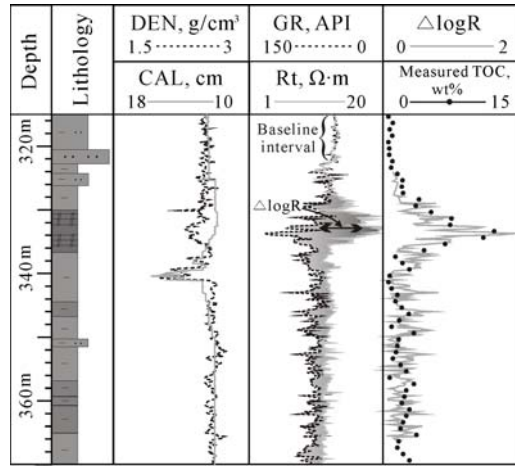 Depth
Lithology
DEN, g/cm³
1.5 3
CAL, cm
18 10
GR, API
150 0
Rt, Ω·m
1 20
△logR
0 2
Measured TOC,
wt%
0 15
320m
340m
360m
Baseline
interval
△logR